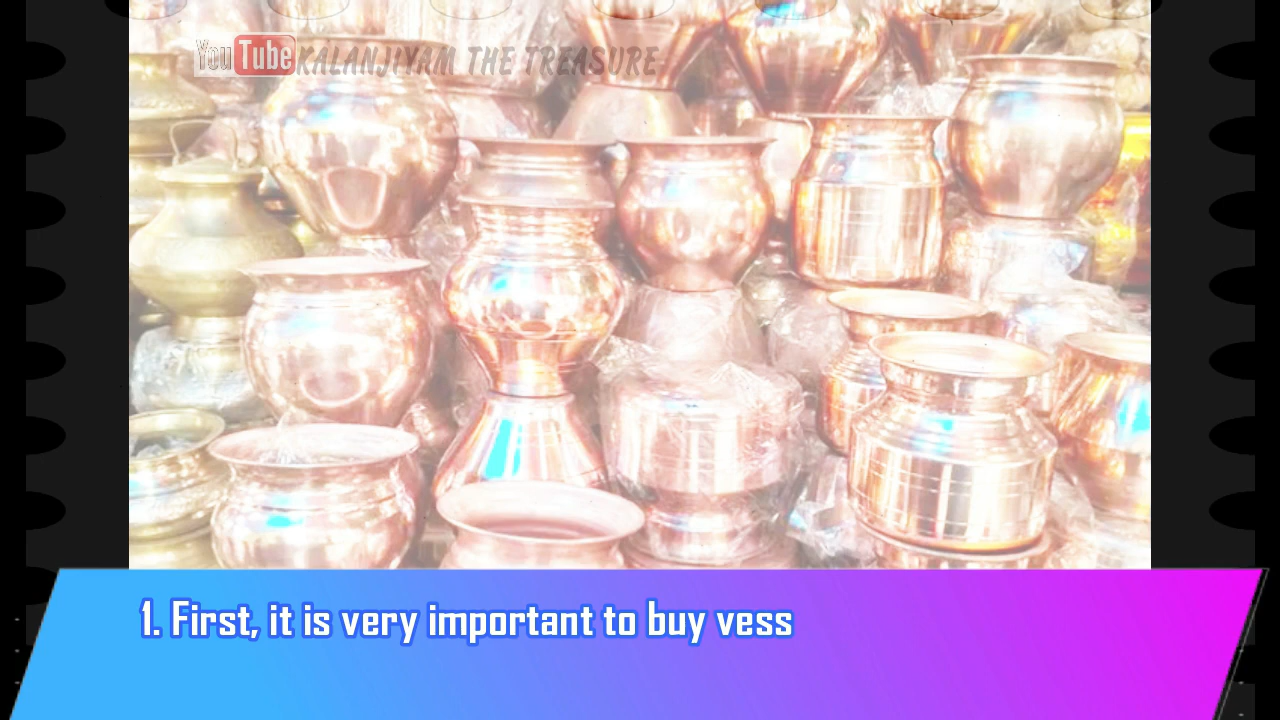 YouTube KALANJIYAM THE TREASURE
1. First, it is very important to buy vess